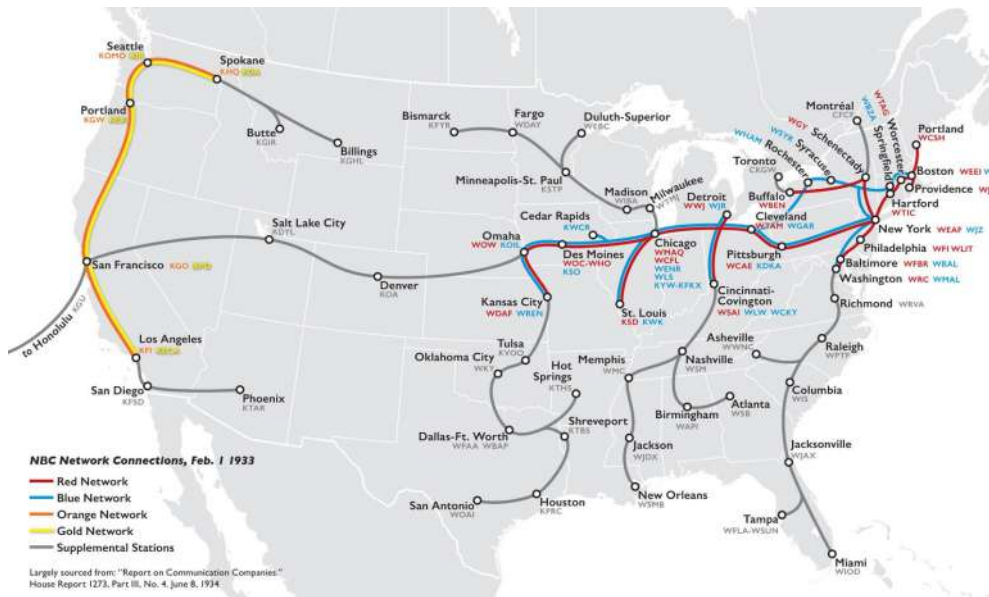 Seattle
KOMO
Spokane
KHQ
Portland
KGW
Butte
KGIR
Billings
KGHL
Bismarck
KFYR
Fargo
WDAY
Duluth-Superior
WEBC
Minneapolis-St. Paul
KSTP
Madison
WIBA
Milwaukee
WTMJ
Montréal
CFCF
WBZA
WTAG
WGY
WSYR
WHAM
Rochester
Syracuse
Schenectady
Springfield
Worcester
Portland
WCSH
Boston WEEI
Providence
Hartford
WTIC
Toronto
CKGW
Buffalo
WBEN
Detroit
WWJ WJR
Cleveland
WTAM WGAR
New York WEAF WJZ
Philadelphia WFI WLIT
Baltimore WFBR WBAL
Washington WRC WMAL
Pittsburgh
WCAE KDKA
Cedar Rapids
KWCR
Omaha
WOW KOIL
Des Moines
WOC-WHO
KSO
Chicago
WMAQ
WCFL
WENR
WLS
KYW-KFKX
Salt Lake City
Denver
KOA
San Francisco KGO
to Honolulu KGU
Los Angeles
KFI
San Diego
KFSD
Phoenix
KTAR
Kansas City
WDAF WREN
St. Louis
KSD KWK
Cincinnati-
Covington
WSAI WLW WCKY
Richmond WRVA
Raleigh
WPTF
Asheville
WWNC
Columbia
WIS
Tulsa
KVOO
Oklahoma City
WKY
Hot
Springs
KTHS
Memphis
WMC
Nashville
WSM
Atlanta
WSB
Birmingham
WAPI
Dallas-Ft. Worth
WFAA WBAP
Shreveport
KTBS
Jackson
WJDX
Jacksonville
WJAX
San Antonio
WOAI
Houston
KPRC
New Orleans
WSMB
Tampa
WFLA-WSUN
Miami
WIOD
NBC Network Connections, Feb. 1 1933
Red Network
Blue Network
Orange Network
Gold Network
Supplemental Stations
Largely sourced from: "Report on Communication Companies."
House Report 1273, Part III, No. 4. June 8, 1934